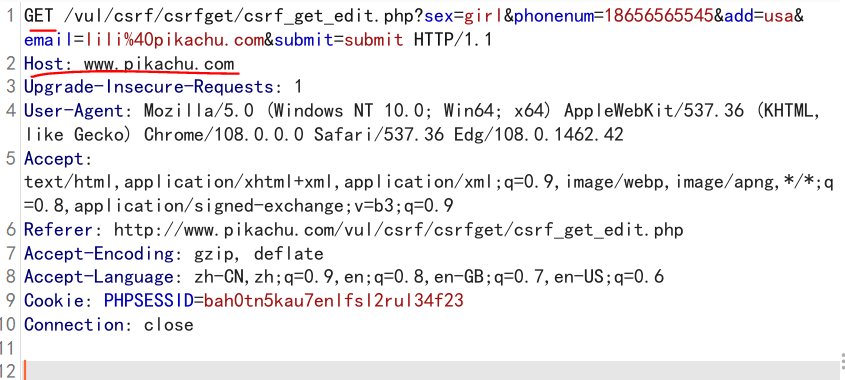 1 GET /vul/csrf/csrfget/csrf_get_edit.php?sex=girl&phonenum=18656565545&add=usa&
email=lili%40pikachu.com&submit=submit HTTP/1.1
2 Host: www.pikachu.com
3 Upgrade-Insecure-Requests: 1
4 User-Agent: Mozilla/5.0 (Windows NT 10.0; Win64; x64) AppleWebKit/537.36 (KHTML,
like Gecko) Chrome/108.0.0.0 Safari/537.36 Edg/108.0.1462.42
5 Accept:
text/html,application/xhtml+xml,application/xml;q=0.9,image/webp,image/apng,*/*;q
=0.8,application/signed-exchange;v=b3;q=0.9
6 Referer: http://www.pikachu.com/vul/csrf/csrfget/csrf_get_edit.php
7 Accept-Encoding: gzip, deflate
8 Accept-Language: zh-CN,zh;q=0.9,en;q=0.8,en-GB;q=0.7,en-US;q=0.6
9 Cookie: PHPSESSID=bah0tn5kau7enlfsl2rul34f23
10 Connection: close
11
12